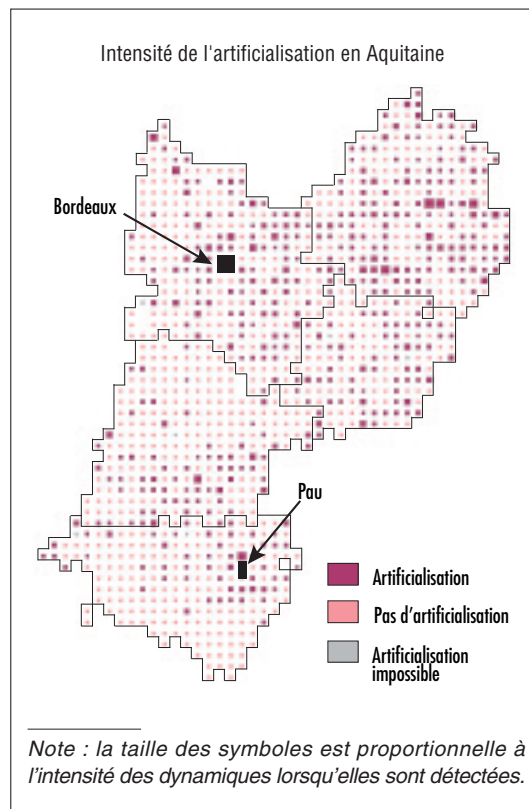 Intensité de l'artificialisation en Aquitaine
Bordeaux
Pau
Artificialisation
Pas d'artificialisation
Artificialisation
impossible
Note : la taille des symboles est proportionnelle à
l'intensité des dynamiques lorsqu'elles sont détectées.